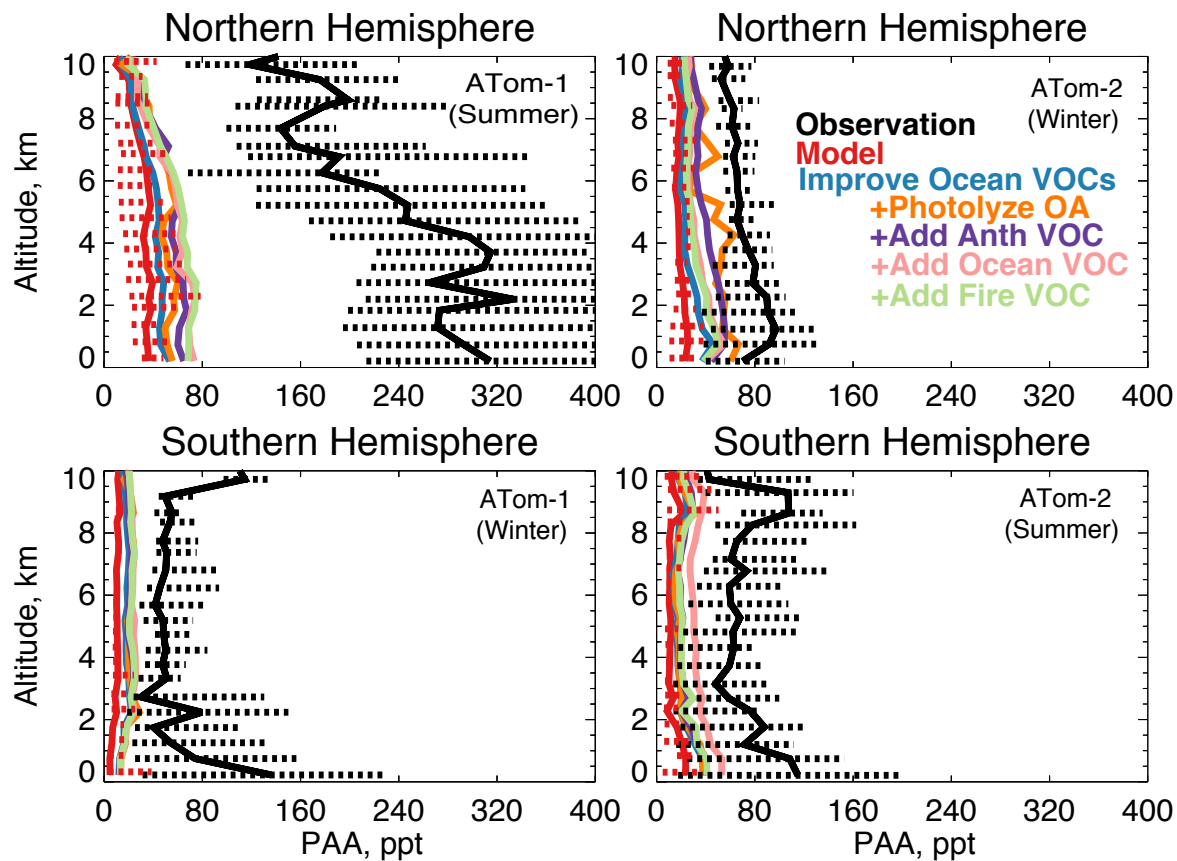 Northern Hemisphere
Northern Hemisphere
Altitude, km
10
8
6
4
2
0
ATom-1
(Summer)
0 80 160 240 320 400
10
8
6
4
2
0
ATom-2
(Winter)
Observation
Model
Improve Ocean VOCs
+Photolyze OA
+Add Anth VOC
+Add Ocean VOC
+Add Fire VOC
0 80 160 240 320 400
Southern Hemisphere
Southern Hemisphere
Altitude, km
10
8
6
4
2
0
ATom-1
(Winter)
0 80 160 240 320 400
PAA, ppt
10
8
6
4
2
0
ATom-2
(Summer)
0 80 160 240 320 400
PAA, ppt